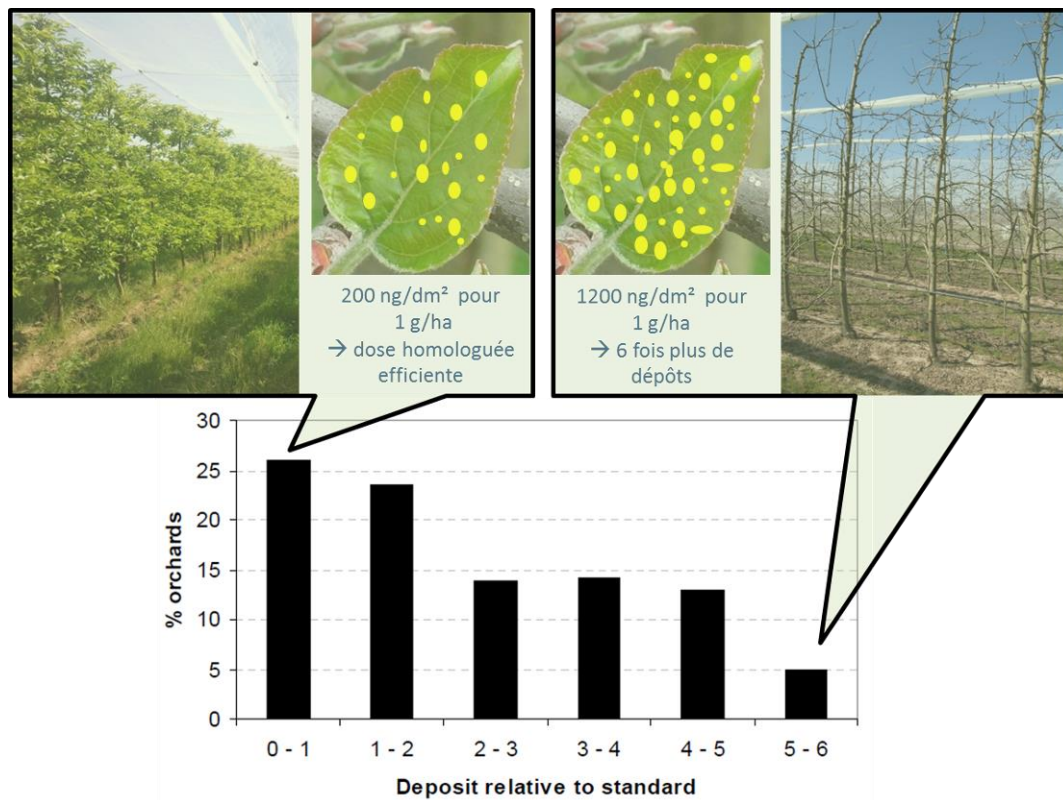 200 ng/dm² pour
1 g/ha
→ dose homologuée
efficiente
1200 ng/dm² pour
1 g/ha
→ 6 fois plus de
dépôts
30
25
20
15
10
5
0
% orchards
0 - 1
1 - 2
2 - 3
3 - 4
4 - 5
5 - 6
Deposit relative to standard